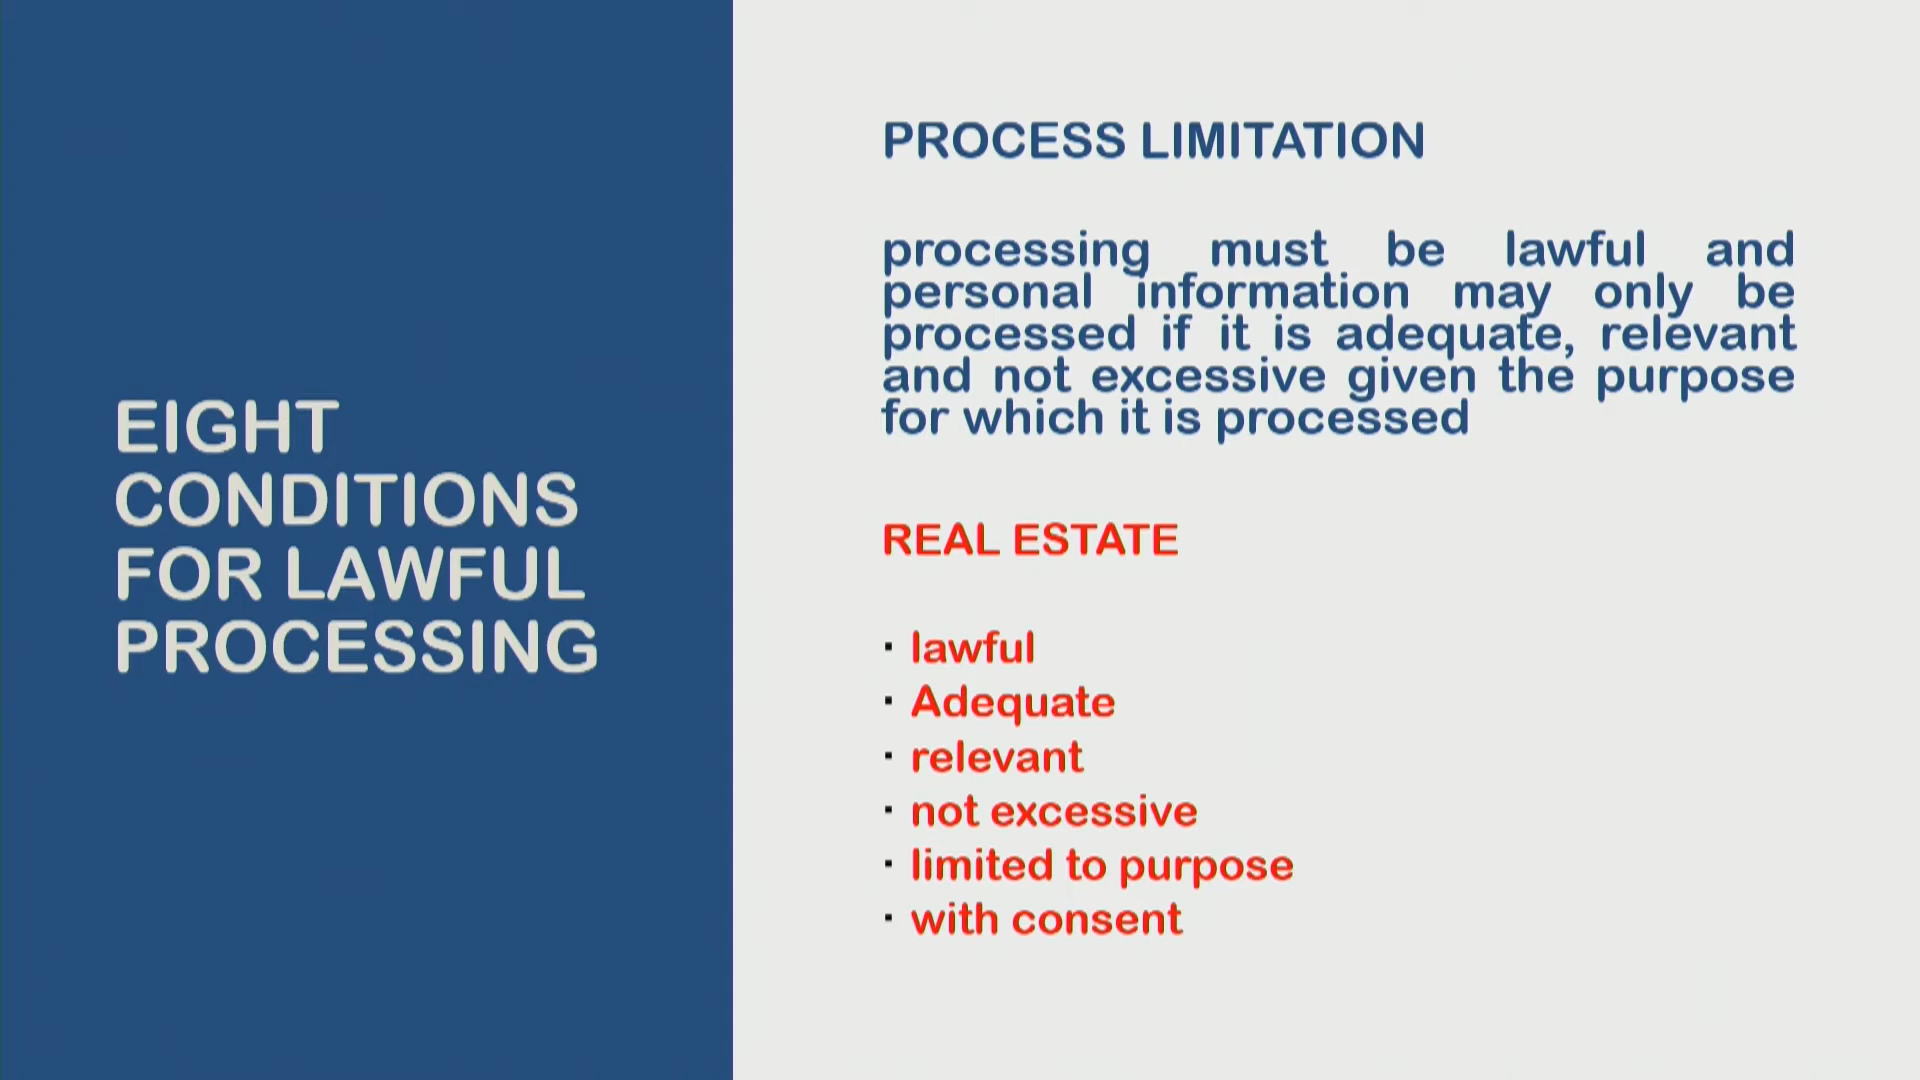 EIGHT
CONDITIONS
FOR LAWFUL
PROCESSING
PROCESS LIMITATION
processing must be lawful and
personal information may only be
processed if it is adequate, relevant
and not excessive given the purpose
for which it is processed
REAL ESTATE
▪ lawful
▪ Adequate
▪ relevant
▪ not excessive
▪ limited to purpose
▪ with consent